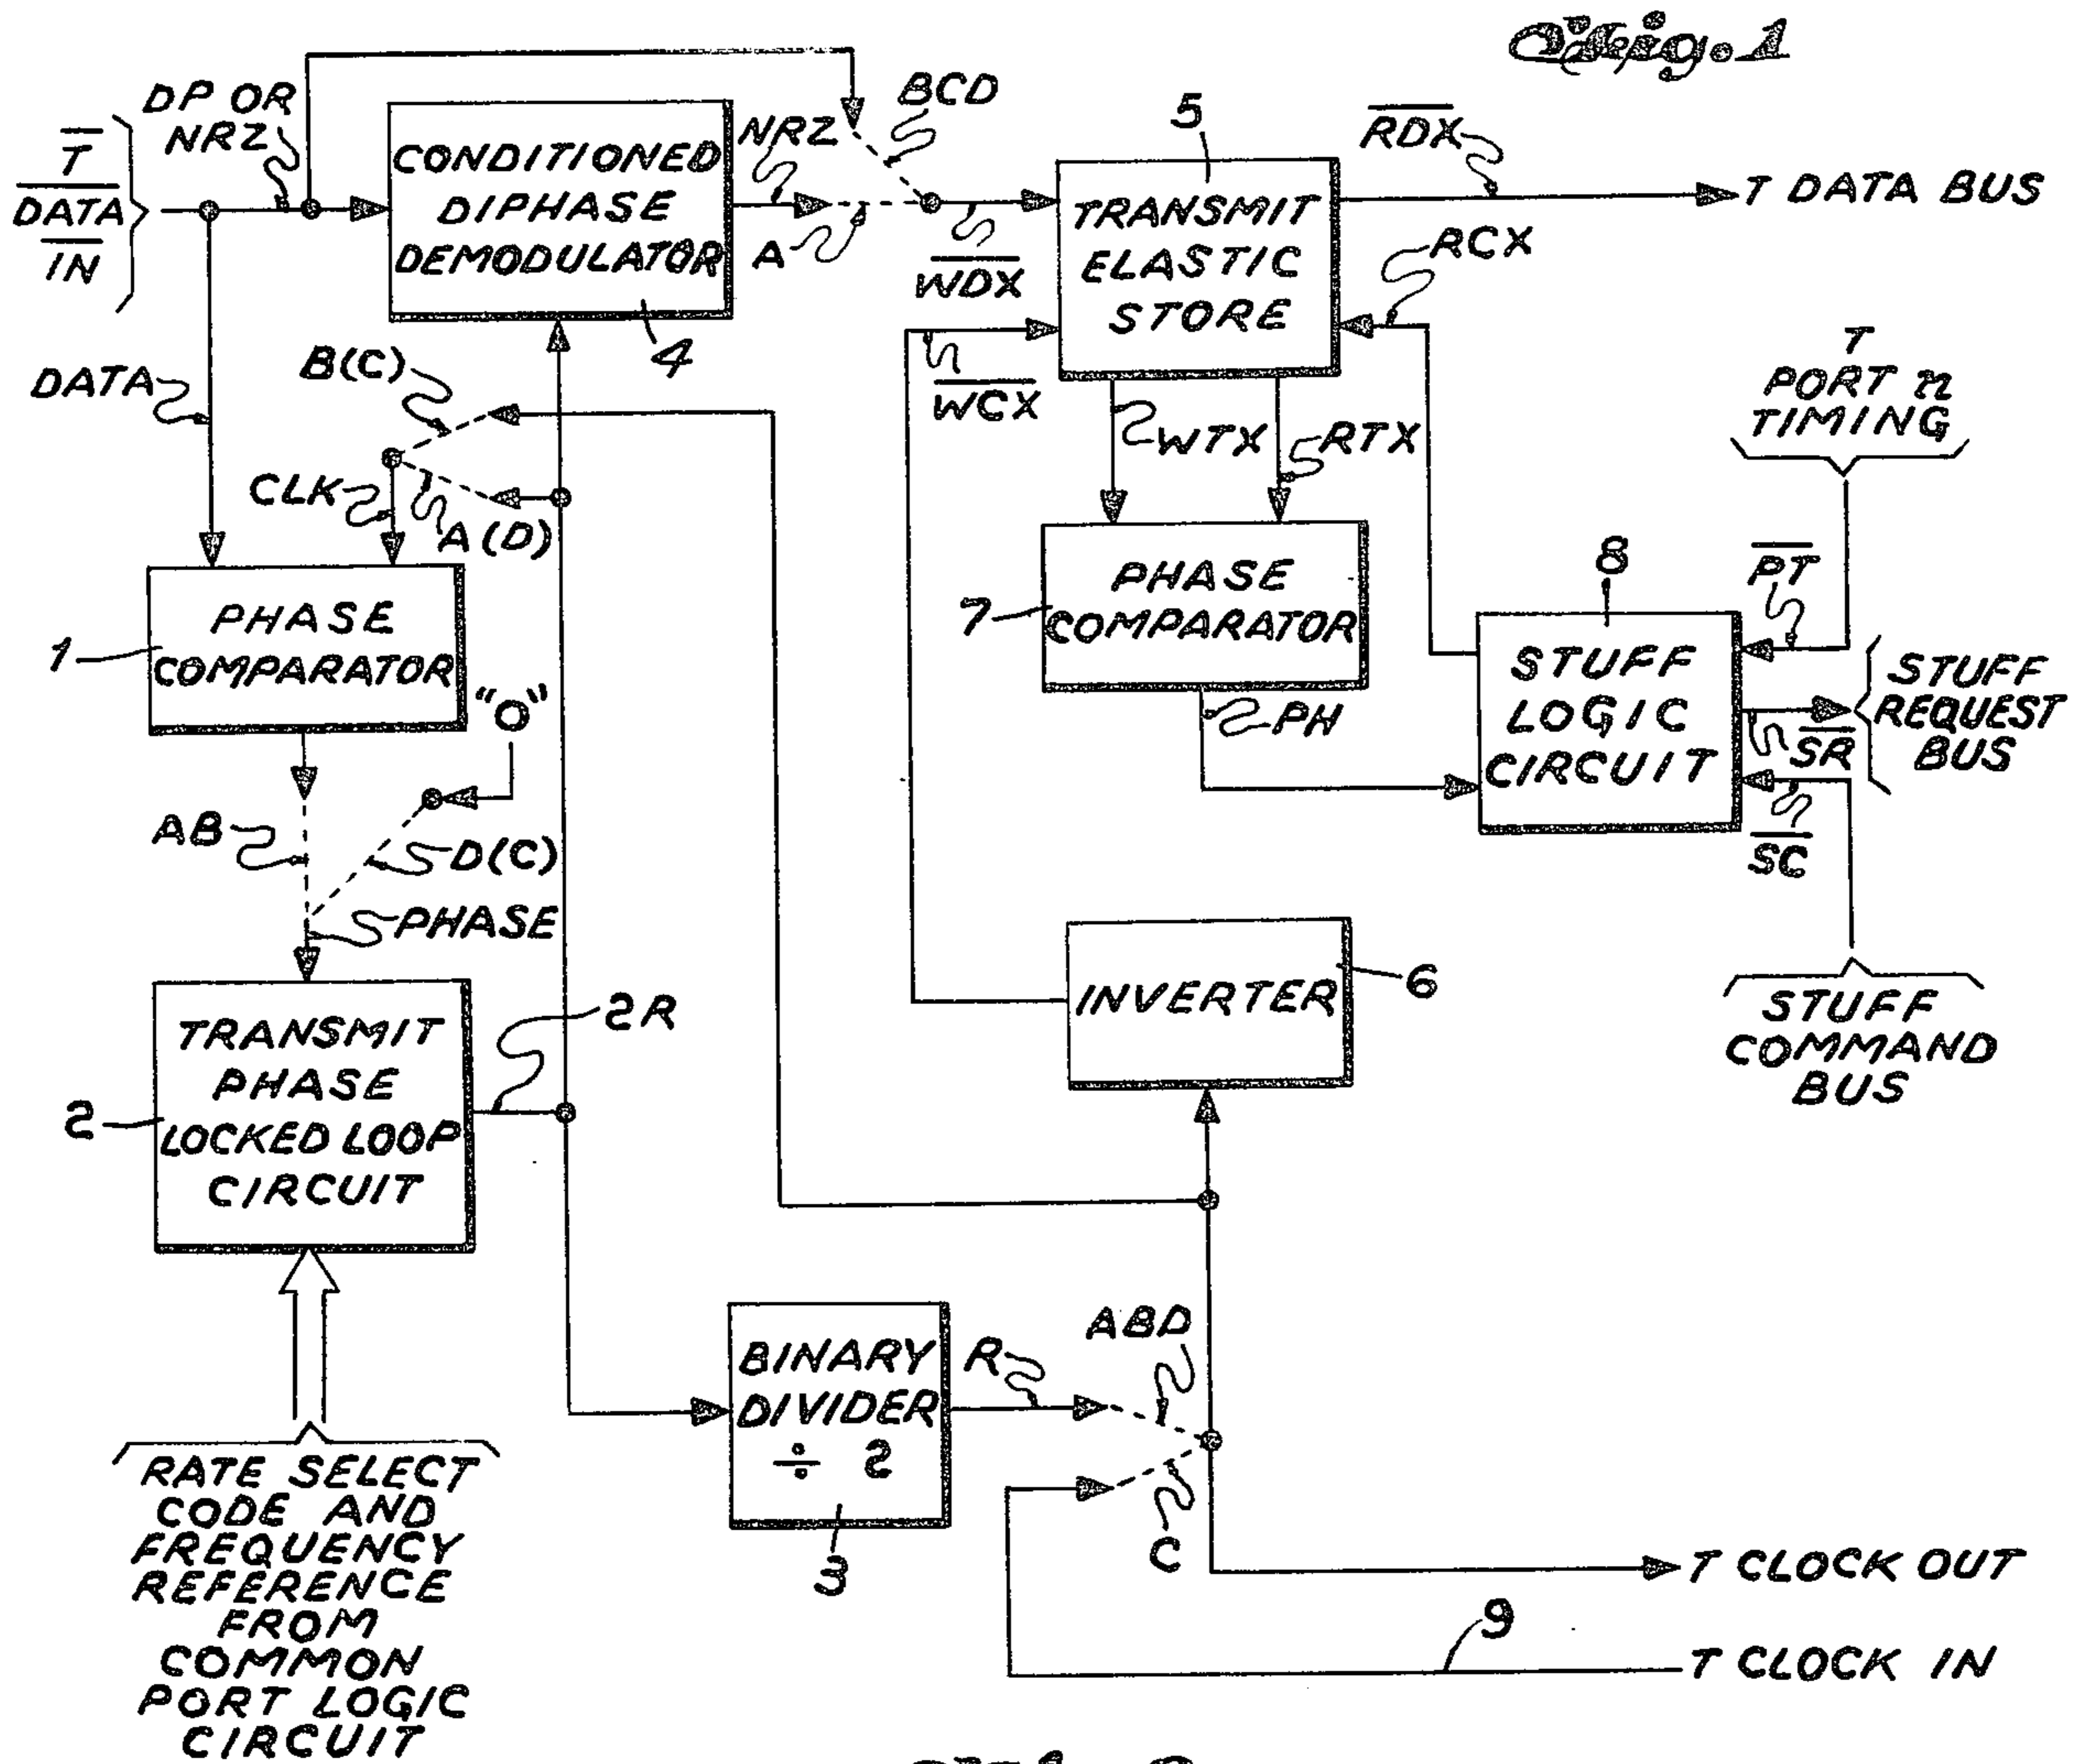 Fig. 1
DP OR
NRZ
T
DATA
IN
CONDITIONED
DIPHASE
DEMODULATOR
4
NRZ
A
BCD
WDX
5
TRANSMIT
ELASTIC
STORE
RDX
T DATA BUS
RCX
WCX
WTX
RTX
T
PORT n
TIMING
DATA
B(C)
CLK
A(D)
1
PHASE
COMPARATOR
"0"
AB
D(C)
PHASE
7
PHASE
COMPARATOR
PH
8
STUFF
LOGIC
CIRCUIT
PT
SR
SC
STUFF
REQUEST
BUS
STUFF
COMMAND
BUS
INVERTER
6
2
TRANSMIT
PHASE
LOCKED LOOP
CIRCUIT
2R
BINARY
DIVIDER
÷ 2
3
R
ABD
C
T CLOCK OUT
9
T CLOCK IN
RATE SELECT
CODE AND
FREQUENCY
REFERENCE
FROM
COMMON
PORT LOGIC
CIRCUIT